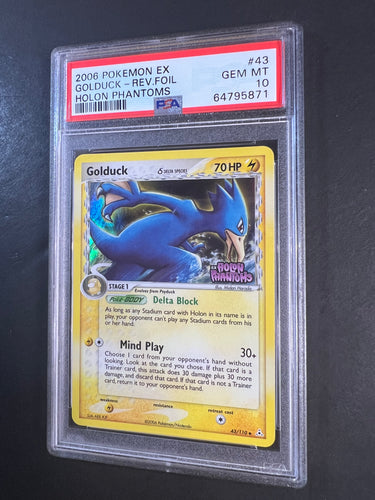 2006 POKEMON EX #43
GOLDUCK - REV.FOIL GEM MT
HOLON PHANTOMS 10
PSA 64795871
Golduck δ DELTA SPECIES 70 HP
HOLON
PHANTOMS
STAGE 1
Evolves from Psyduck
Poké-BODY Delta Block
As long as any Stadium card with Holon in its name is in
play, your opponent can't play any Stadium cards from his
or her hand.
Mind Play 30+
Choose 1 card from your opponent's hand without
looking. Look at the card you chose. If that card is a
Trainer card, this attack does 30 damage plus 30 more
damage, and discard that card. If that card is not a Trainer
card, return it to your opponent's hand.
weakness resistance retreat cost
©2006 Pokémon/Nintendo
43/110